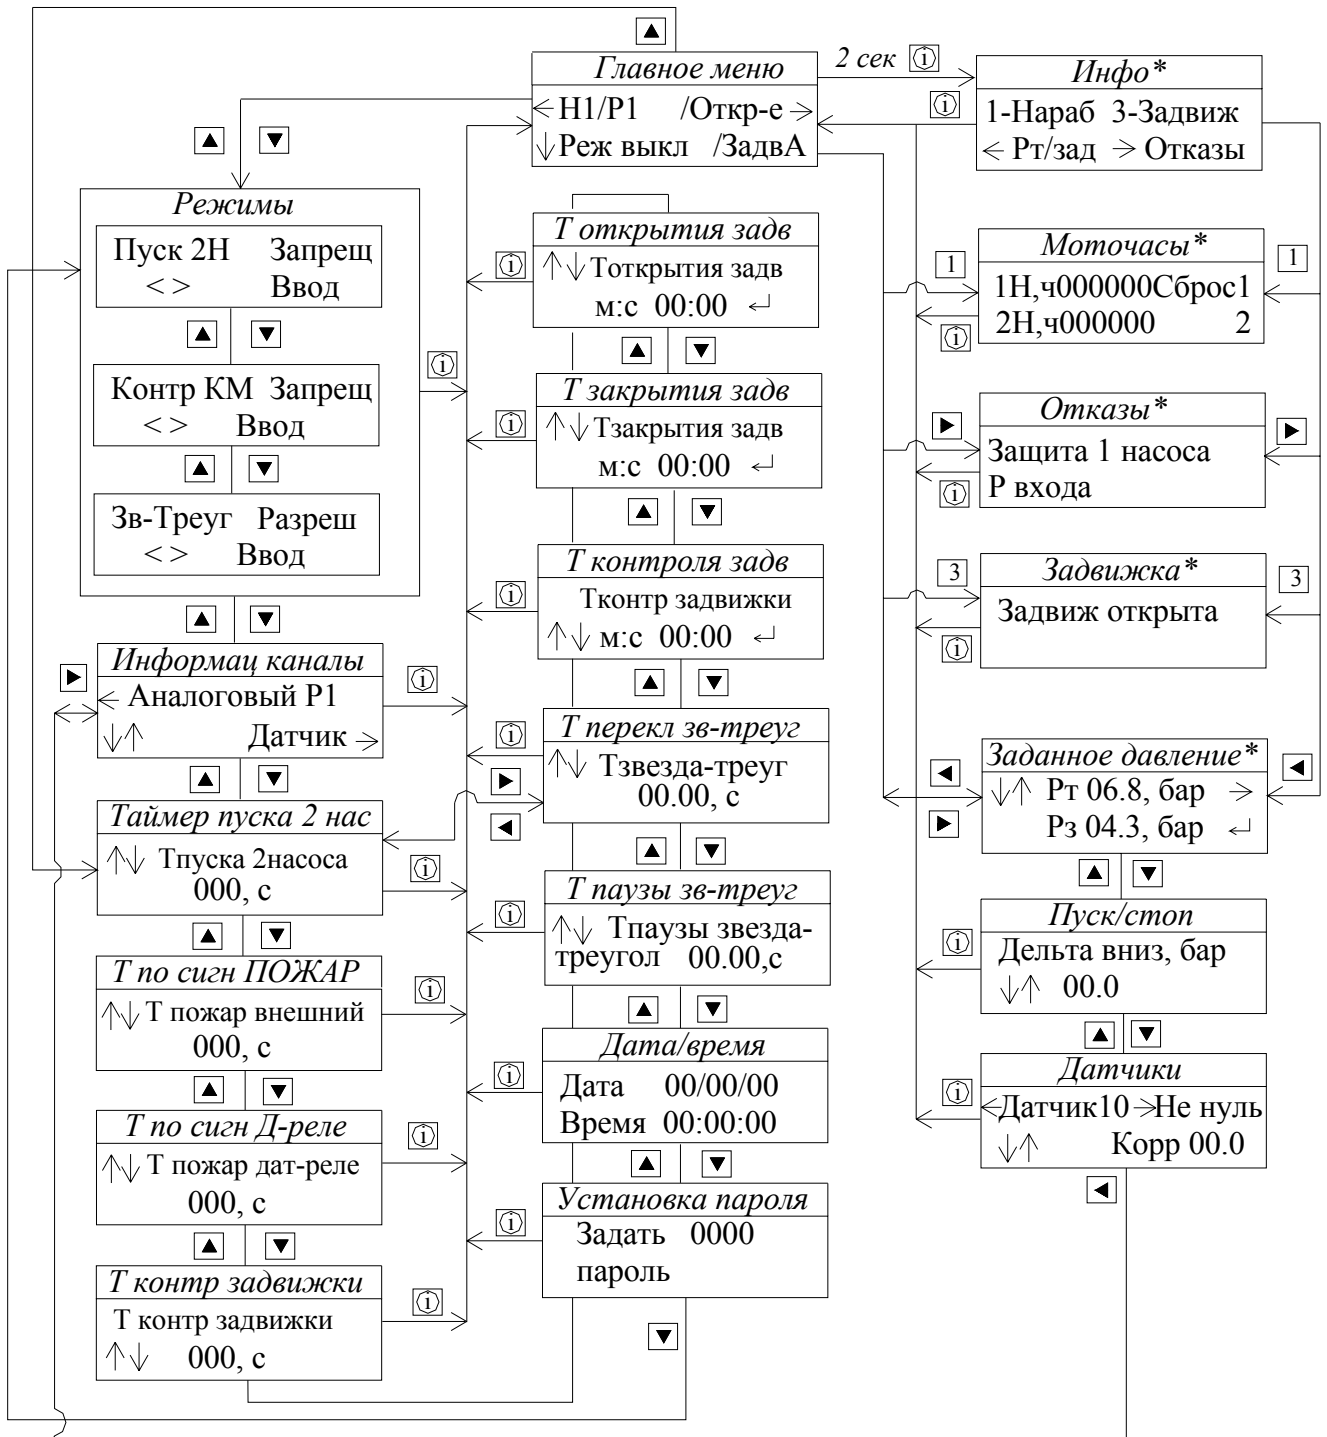 Главное меню
←Н1/Р1 /Откр-е→
↓Реж выкл /ЗадвА
2 сек
i
i
Инфо*
1-Нараб 3-Задвиж
← Рт/зад → Отказы
Режимы
Пуск 2Н Запрещ
< > Ввод
Контр КМ Запрещ
< > Ввод
Зв-Треуг Разреш
< > Ввод
i
Информац каналы
← Аналоговый Р1
↓↑ Датчик →
i
Таймер пуска 2 нас
↑↓ Тпуска 2насоса
000, с
i
Т по сигн ПОЖАР
↑↓ Т пожар внешний
000, с
i
Т по сигн Д-реле
↑↓ Т пожар дат-реле
000, с
i
Т контр задвижки
Т контр задвижки
↑↓ 000, с
i
Т открытия задв
↑↓ Тоткрытия задв
м:с 00:00 ↵
i
Т закрытия задв
↑↓ Тзакрытия задв
м:с 00:00 ↵
i
Т контроля задв
Тконтр задвижки
↑↓ м:с 00:00 ↵
i
Т перекл зв-треуг
↑↓ Тзвезда-треуг
00.00, с
i
Т паузы зв-треуг
↑↓ Тпаузы звезда-
треугол 00.00,с
i
Дата/время
Дата 00/00/00
Время 00:00:00
i
Установка пароля
Задать 0000
пароль
i
Моточасы*
1Н,ч000000Сброс1
2Н,ч000000 2
1
1
i
Отказы*
Защита 1 насоса
Р входа
i
Задвижка*
Задвиж открыта
3
3
i
Заданное давление*
↓↑ Рт 06.8, бар →
Рз 04.3, бар ↵
Пуск/стоп
Дельта вниз, бар
↓↑ 00.0
i
Датчики
←Датчик10 →Не нуль
↓↑ Корр 00.0
i